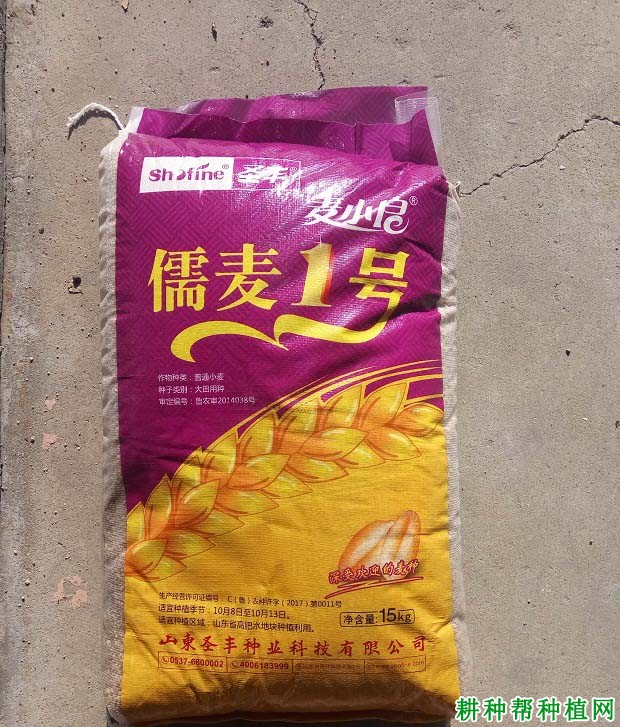 Shofine® 圣丰®
麦小伯®
儒麦1号
作物种类：普通小麦
种子类别：大田用种
审定编号：鲁农审2014038号
深受欢迎的麦种
生产经营许可证编号 C（鲁）农种许字（2017）第0011号
适宜种植季节：10月8日至10月13日。
适宜种植区域：山东省高肥水地块种植利用。
净含量：15kg
山東圣丰种业科技有限公司
0537-6600002 4006183999
耕种帮种植网